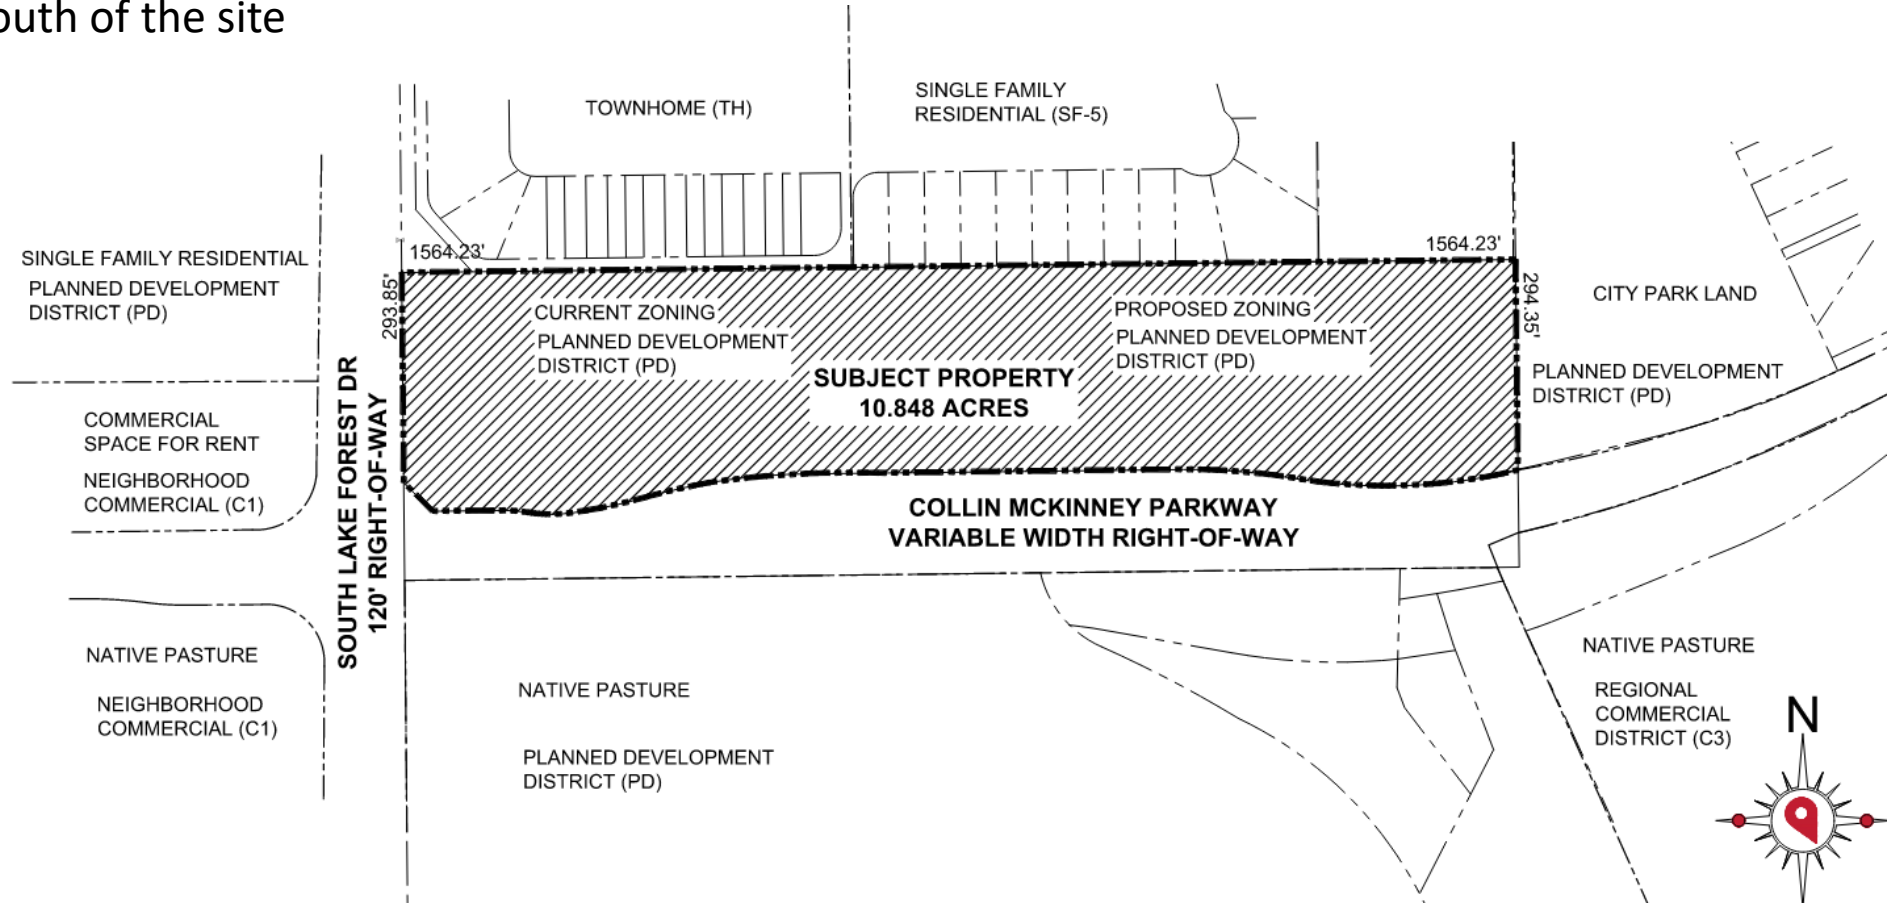 outh of the site
TOWNHOME (TH)
SINGLE FAMILY
RESIDENTIAL (SF-5)
1564.23'
1564.23'
SINGLE FAMILY RESIDENTIAL
PLANNED DEVELOPMENT
DISTRICT (PD)
293.85'
294.35'
CURRENT ZONING
PLANNED DEVELOPMENT
DISTRICT (PD)
PROPOSED ZONING
PLANNED DEVELOPMENT
DISTRICT (PD)
SUBJECT PROPERTY
10.848 ACRES
CITY PARK LAND
PLANNED DEVELOPMENT
DISTRICT (PD)
COMMERCIAL
SPACE FOR RENT
NEIGHBORHOOD
COMMERCIAL (C1)
SOUTH LAKE FOREST DR
120' RIGHT-OF-WAY
COLLIN MCKINNEY PARKWAY
VARIABLE WIDTH RIGHT-OF-WAY
NATIVE PASTURE
NEIGHBORHOOD
COMMERCIAL (C1)
NATIVE PASTURE
PLANNED DEVELOPMENT
DISTRICT (PD)
NATIVE PASTURE
REGIONAL
COMMERCIAL
DISTRICT (C3)
N